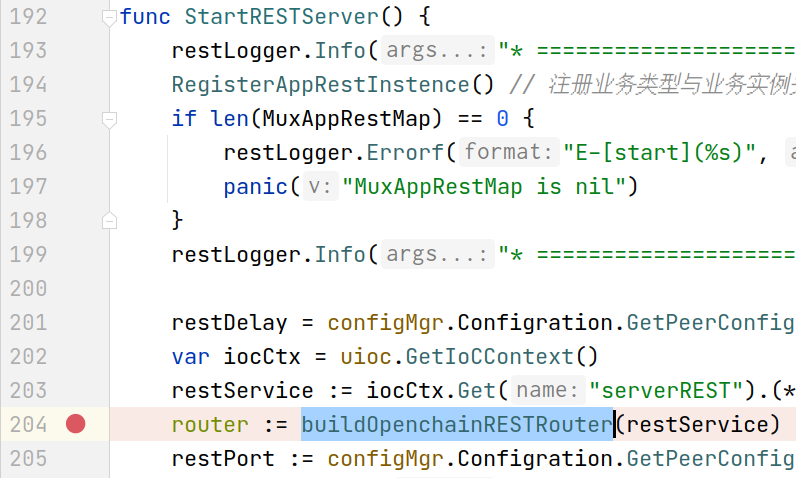 192 func StartRESTServer() {
193 restLogger.Info( args...: "* ====================
194 RegisterAppRestInstence() // 注册业务类型与业务实例
195 if len(MuxAppRestMap) == 0 {
196 restLogger.Errorf( format: "E-[start](%s)", a
197 panic( v: "MuxAppRestMap is nil")
198 }
199 restLogger.Info( args...: "* ====================
200
201 restDelay = configMgr.Configration.GetPeerConfig
202 var iocCtx = uioc.GetIoCContext()
203 restService := iocCtx.Get( name: "serverREST").(*
204 router := buildOpenchainRESTRouter(restService)
205 restPort := configMgr.Configration.GetPeerConfig